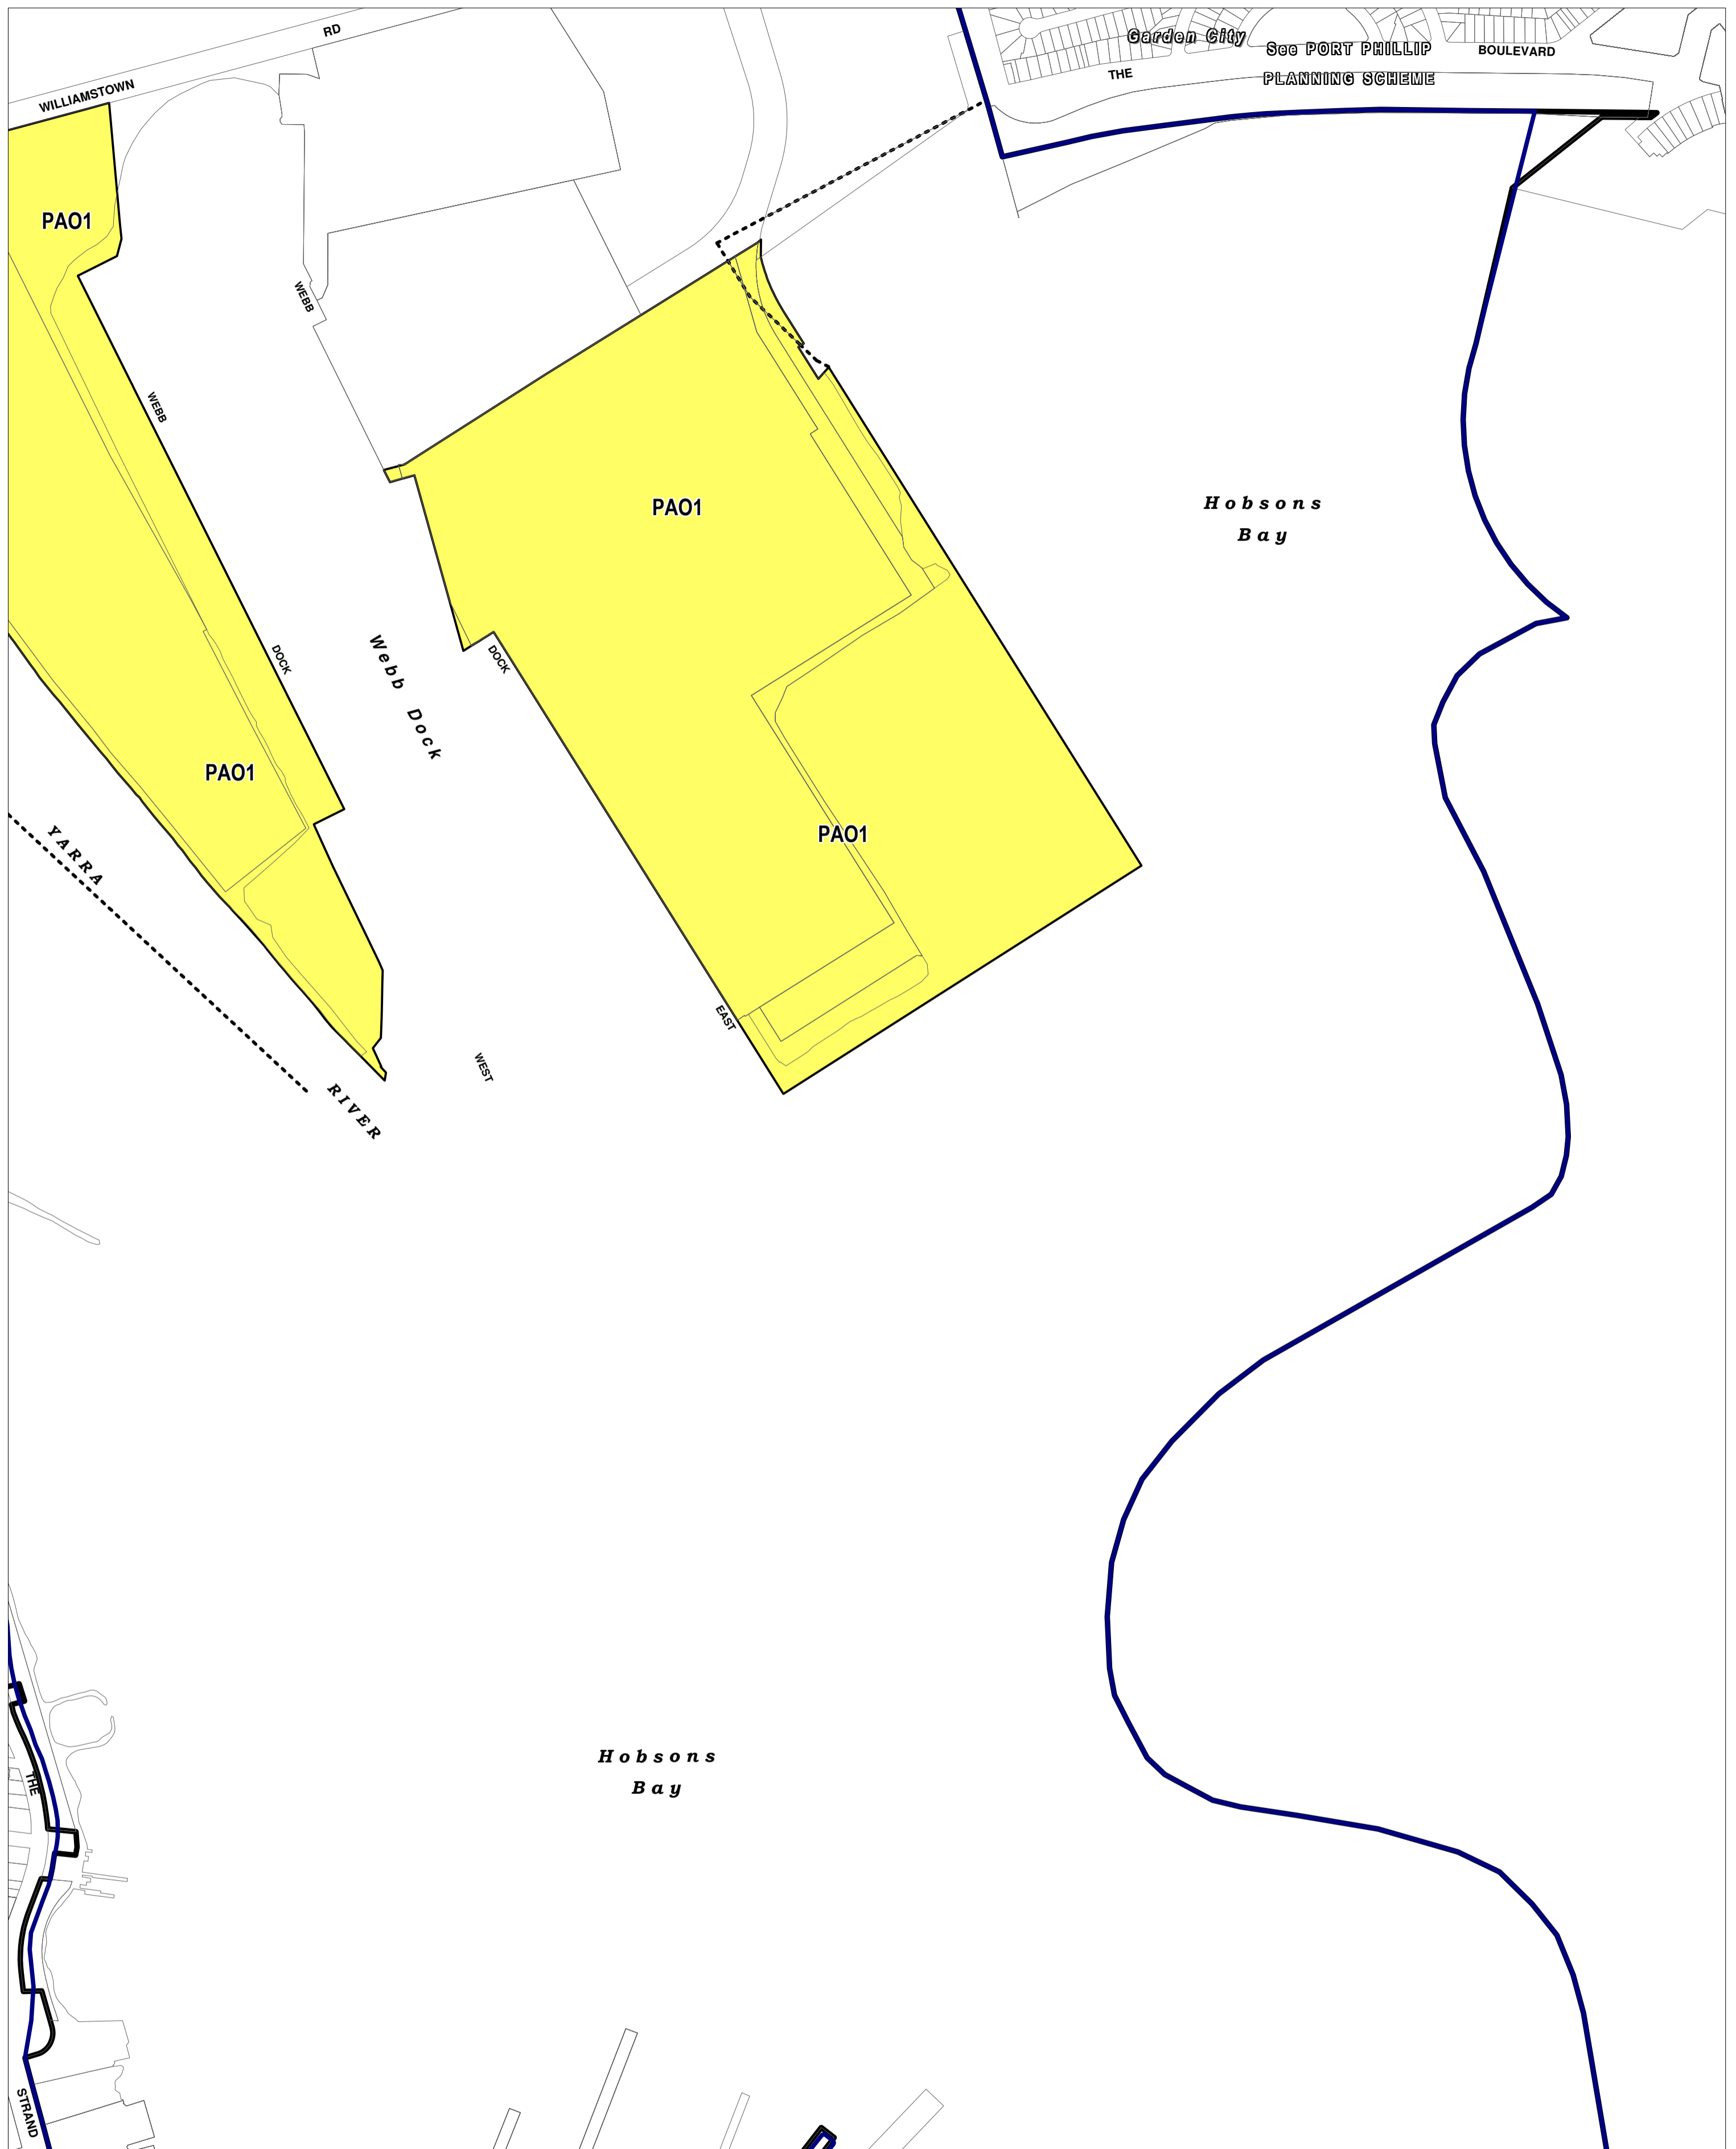 RD
Garden City
See PORT PHILLIP
BOULEVARD
THE
PLANNING SCHEME
WILLIAMSTOWN
PAO1
WEBB
WEBB
PAO1
Hobsons
Bay
DOCK
DOCK
Webb Dock
PAO1
PAO1
YARRA
EAST
WEST
RIVER
Hobsons
Bay
THE
STRAND